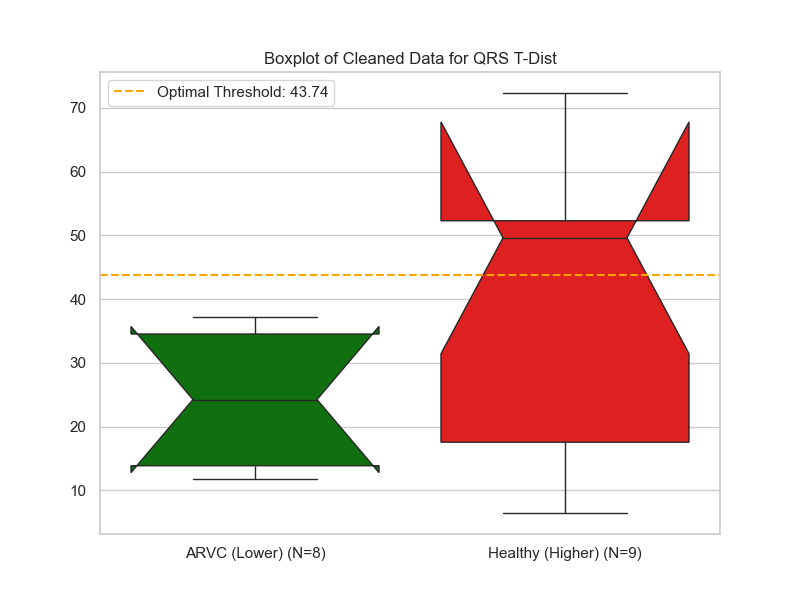 Boxplot of Cleaned Data for QRS T-Dist
Optimal Threshold: 43.74
70
60
50
40
30
20
10
ARVC (Lower) (N=8)
Healthy (Higher) (N=9)